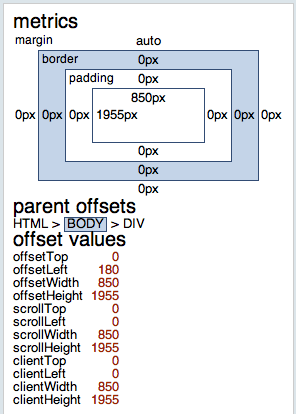 metrics
margin auto
border 0px
padding 0px
850px
0px 0px 0px 1955px 0px 0px 0px
0px
0px
0px
parent offsets
HTML > BODY > DIV
offset values
offsetTop 0
offsetLeft 180
offsetWidth 850
offsetHeight 1955
scrollTop 0
scrollLeft 0
scrollWidth 850
scrollHeight 1955
clientTop 0
clientLeft 0
clientWidth 850
clientHeight 1955